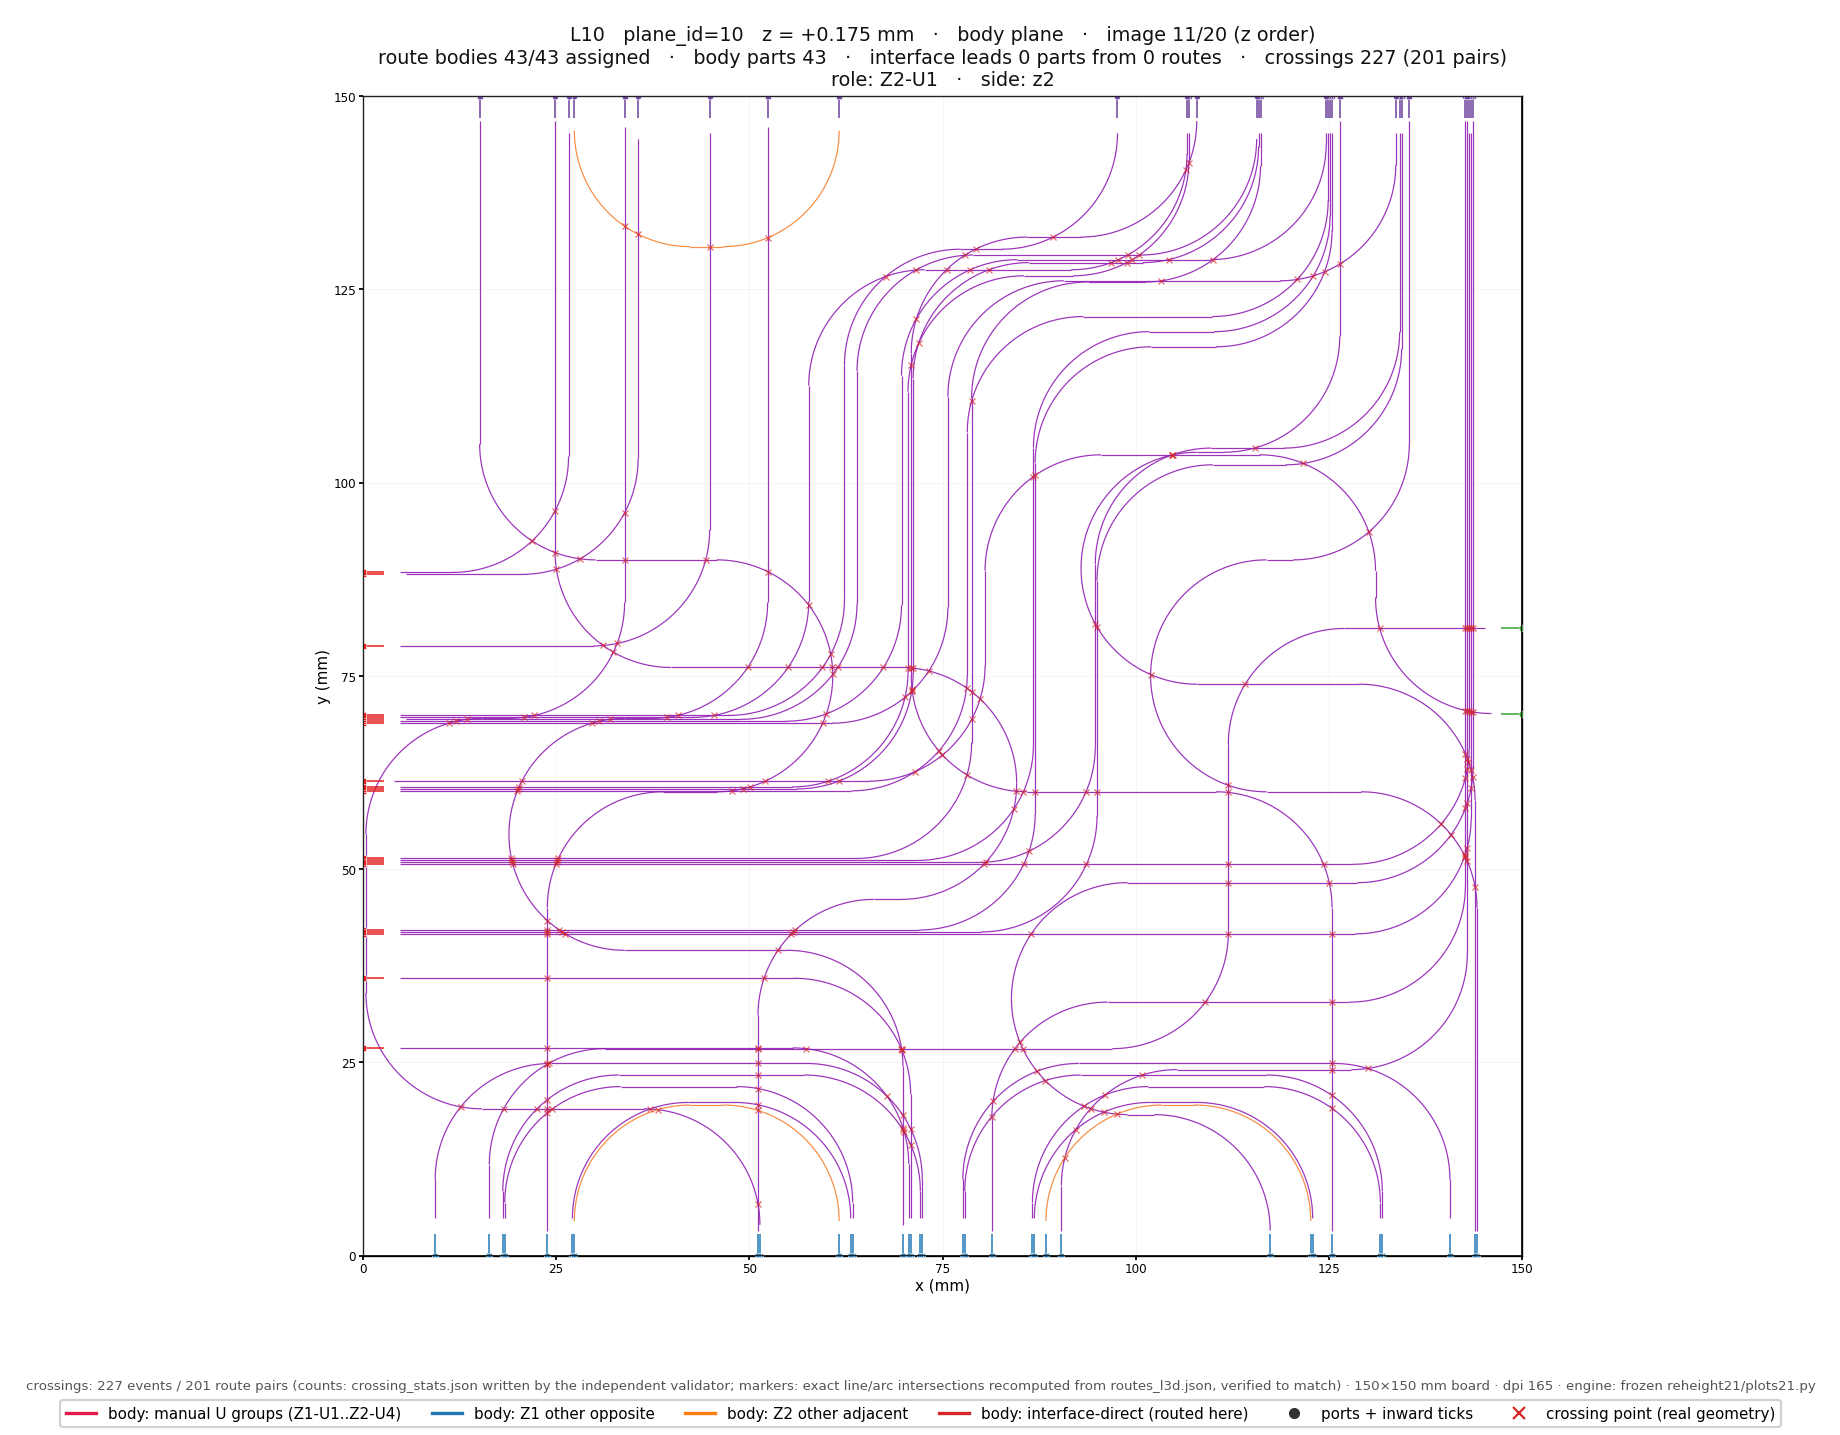 L10   plane_id=10   z = +0.175 mm   ·   body plane   ·   image 11/20 (z order)
route bodies 43/43 assigned   ·   body parts 43   ·   interface leads 0 parts from 0 routes   ·   crossings 227 (201 pairs)
role: Z2-U1   ·   side: z2
150
125
100
75
50
25
0
y (mm)
0 25 50 75 100 125 150
x (mm)
crossings: 227 events / 201 route pairs (counts: crossing_stats.json written by the independent validator; markers: exact line/arc intersections recomputed from routes_l3d.json, verified to match) · 150×150 mm board · dpi 165 · engine: frozen reheight21/plots21.py
body: manual U groups (Z1-U1..Z2-U4) body: Z1 other opposite body: Z2 other adjacent body: interface-direct (routed here) ports + inward ticks crossing point (real geometry)